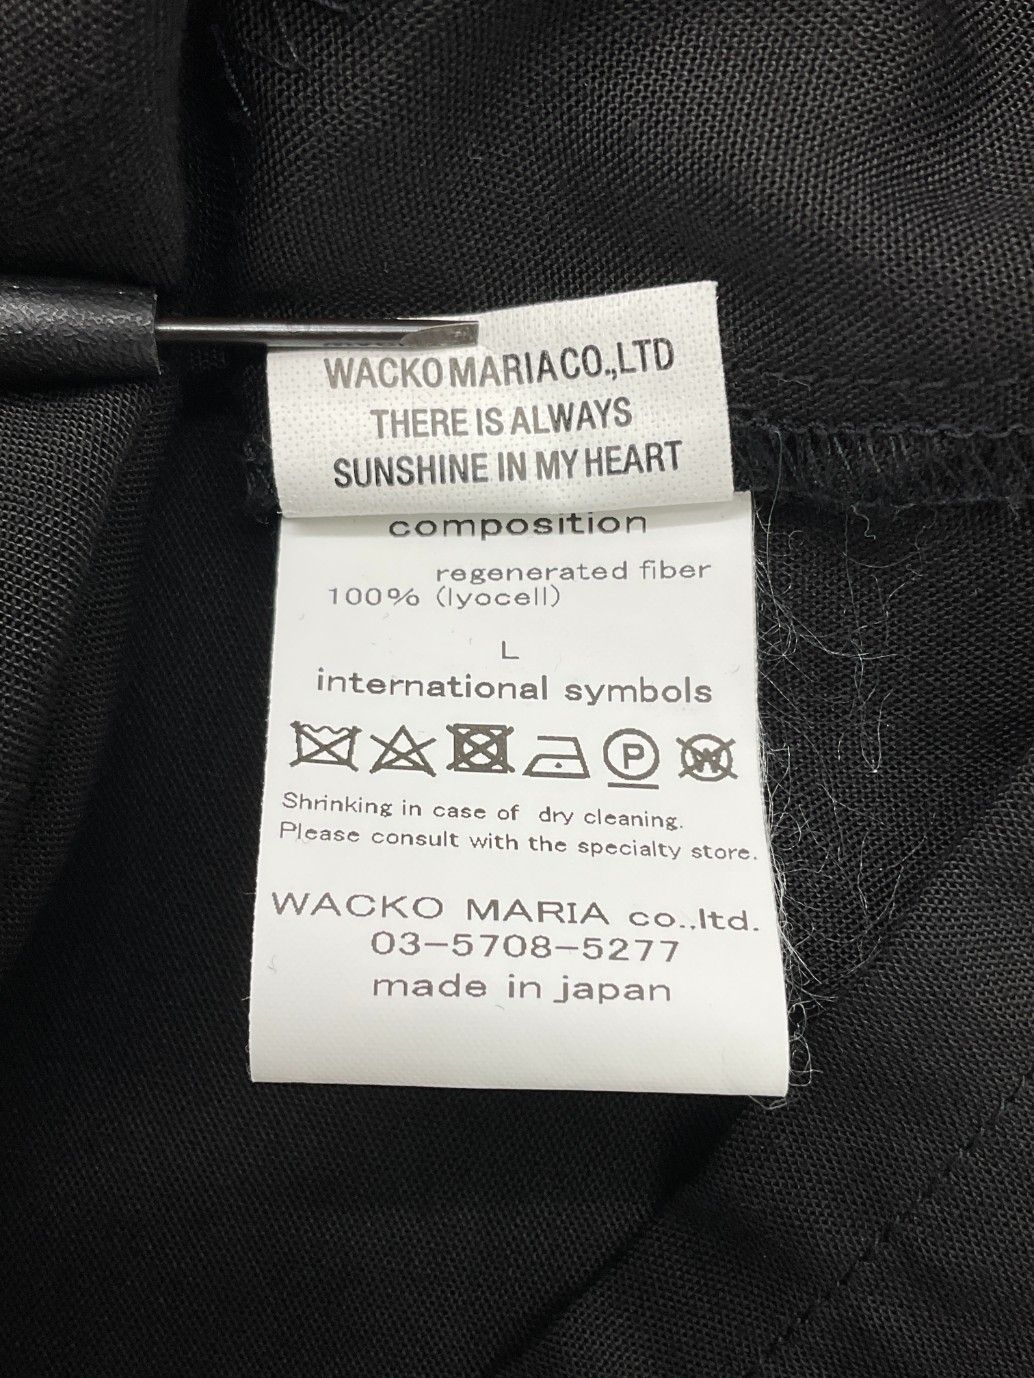 WACKO MARIA CO.,LTD
THERE IS ALWAYS
SUNSHINE IN MY HEART
composition
regenerated fiber
100% (lyocell)
L
international symbols
P W
Shrinking in case of dry cleaning.
Please consult with the specialty store.
WACKO MARIA co.,ltd.
03-5708-5277
made in japan